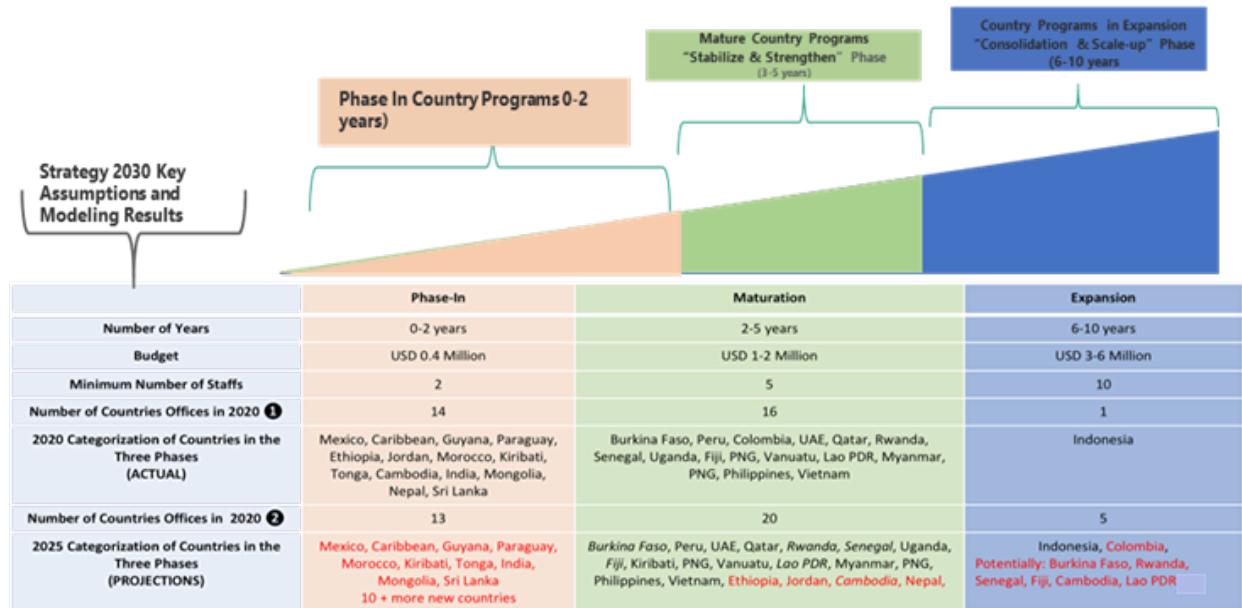 Country Programs in Expansion
"Consolidation & Scale-up" Phase
(6-10 years
Mature Country Programs
"Stabilize & Strengthen" Phase
(3-5 years)
Phase In Country Programs 0-2
years)
Strategy 2030 Key
Assumptions and
Modeling Results
Phase-In
Maturation
Expansion
Number of Years
0-2 years
2-5 years
6-10 years
Budget
USD 0.4 Million
USD 1-2 Million
USD 3-6 Million
Minimum Number of Staffs
2
5
10
Number of Countries Offices in 2020 ❶
14
16
1
2020 Categorization of Countries in the
Three Phases
(ACTUAL)
Mexico, Caribbean, Guyana, Paraguay,
Ethiopia, Jordan, Morocco, Kiribati,
Tonga, Cambodia, India, Mongolia,
Nepal, Sri Lanka
Burkina Faso, Peru, Colombia, UAE, Qatar, Rwanda,
Senegal, Uganda, Fiji, PNG, Vanuatu, Lao PDR, Myanmar,
PNG, Philippines, Vietnam
Indonesia
Number of Countries Offices in 2020 ❷
13
20
5
2025 Categorization of Countries in the
Three Phases
(PROJECTIONS)
Mexico, Caribbean, Guyana, Paraguay,
Morocco, Kiribati, Tonga, India,
Mongolia, Sri Lanka
10 + more new countries
Burkina Faso, Peru, UAE, Qatar, Rwanda, Senegal, Uganda,
Fiji, Kiribati, PNG, Vanuatu, Lao PDR, Myanmar, PNG,
Philippines, Vietnam, Ethiopia, Jordan, Cambodia, Nepal,
Indonesia, Colombia,
Potentially: Burkina Faso, Rwanda,
Senegal, Fiji, Cambodia, Lao PDR